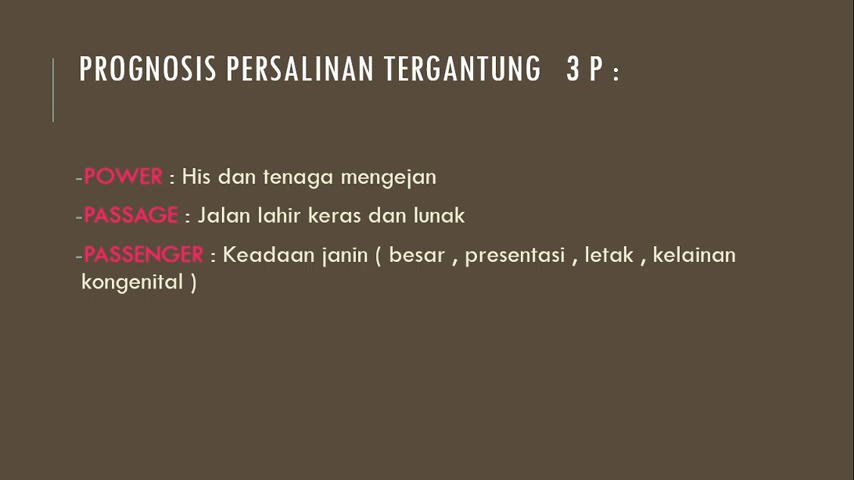 PROGNOSIS PERSALINAN TERGANTUNG 3 P :
-POWER : His dan tenaga mengejan
-PASSAGE : Jalan lahir keras dan lunak
-PASSENGER : Keadaan janin ( besar , presentasi , letak , kelainan
kongenital )